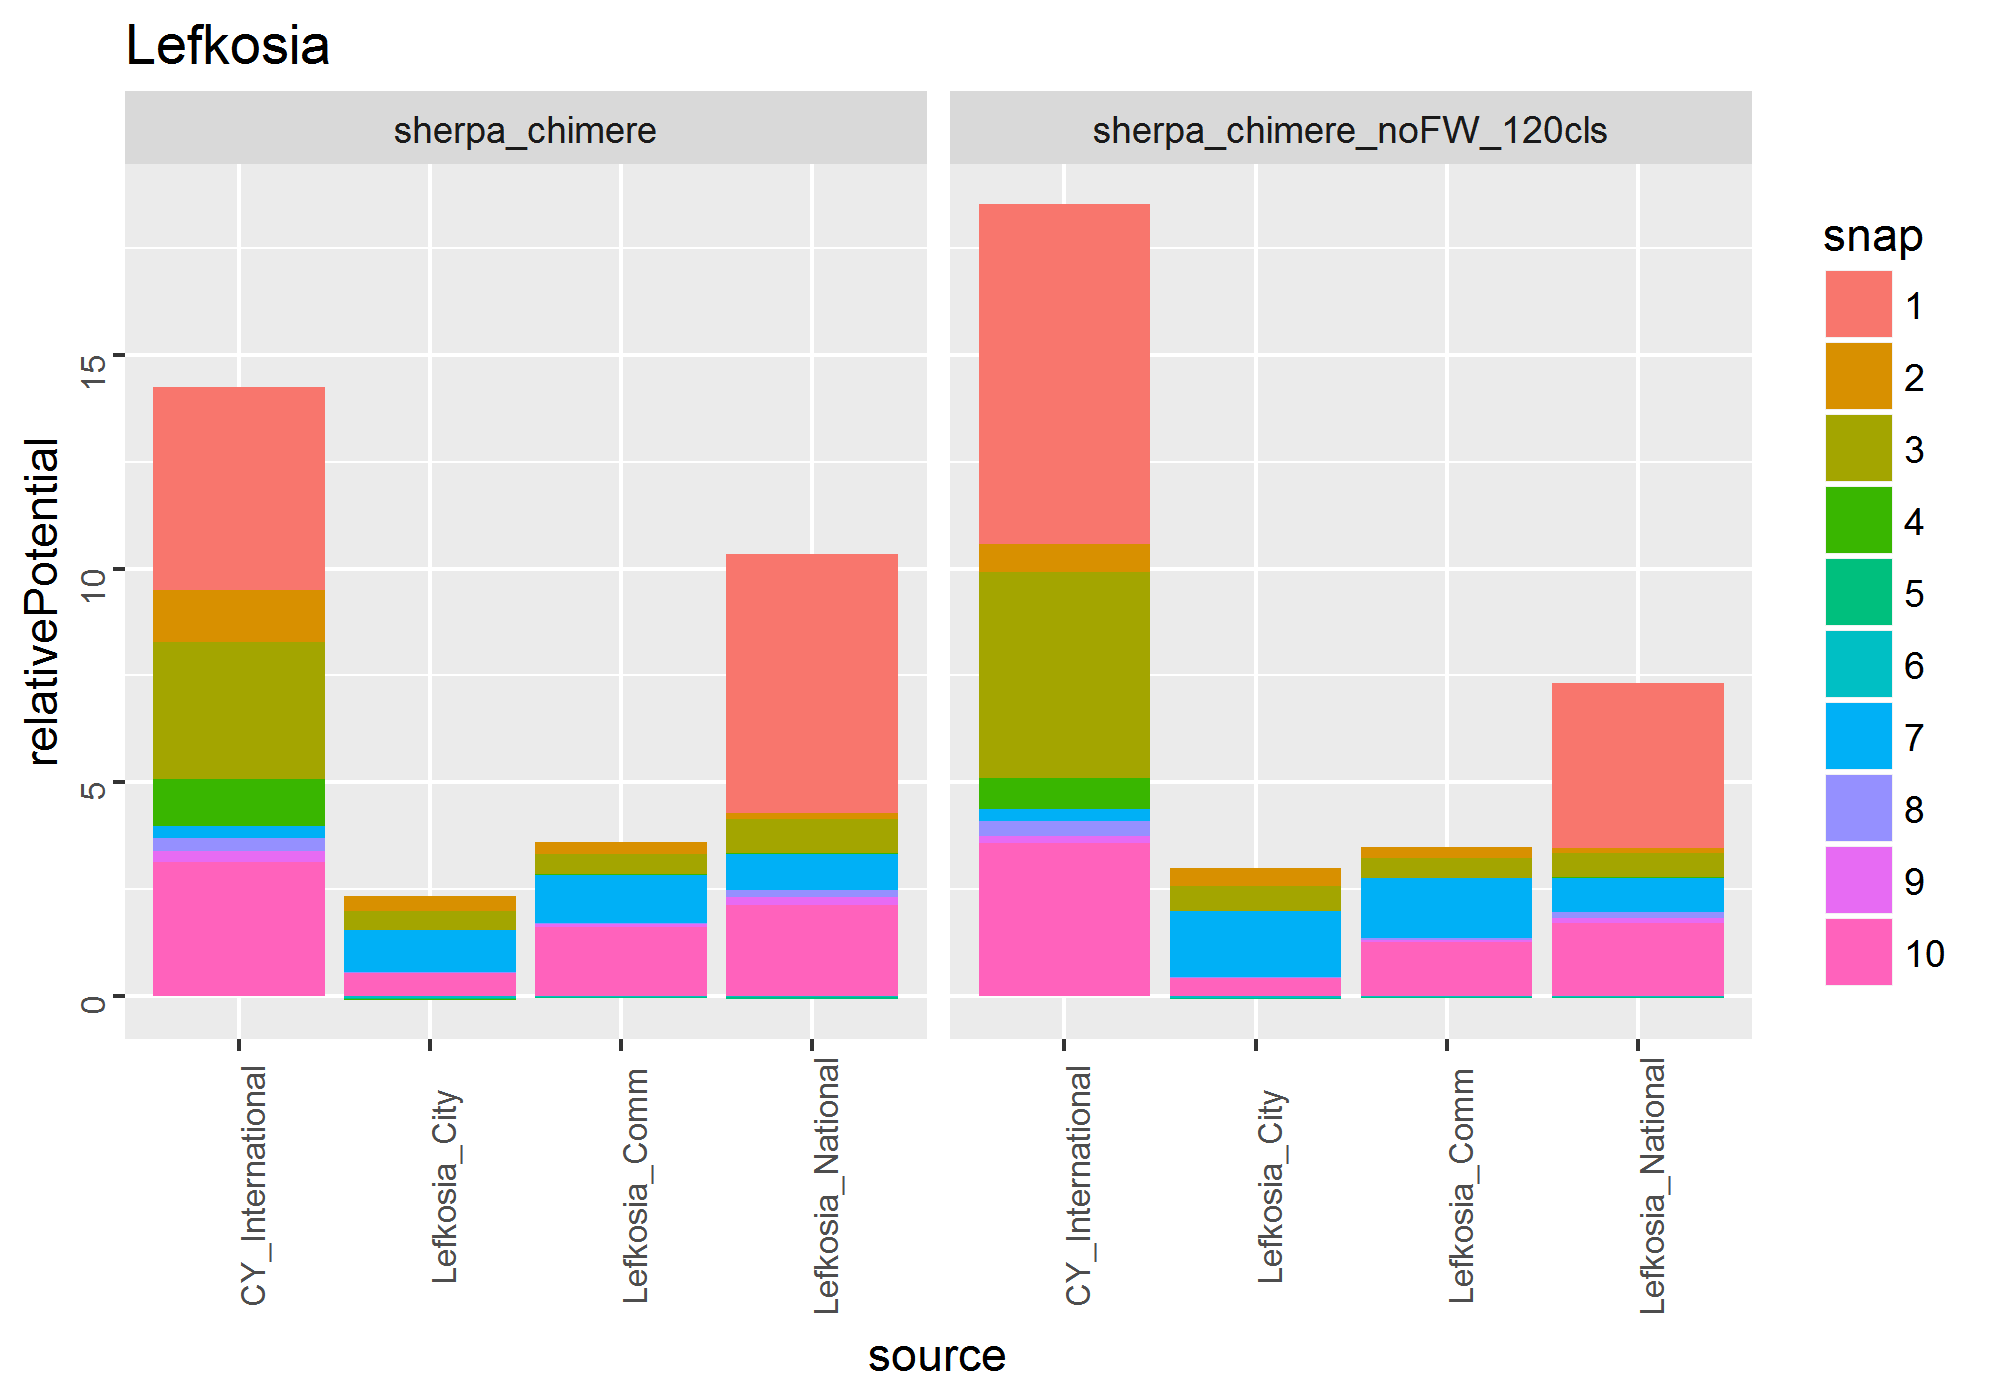 Lefkosia
sherpa_chimere
sherpa_chimere_noFW_120cls
relativePotential
15
10
5
0
CY_International
Lefkosia_City
Lefkosia_Comm
Lefkosia_National
CY_International
Lefkosia_City
Lefkosia_Comm
Lefkosia_National
source
snap
1
2
3
4
5
6
7
8
9
10